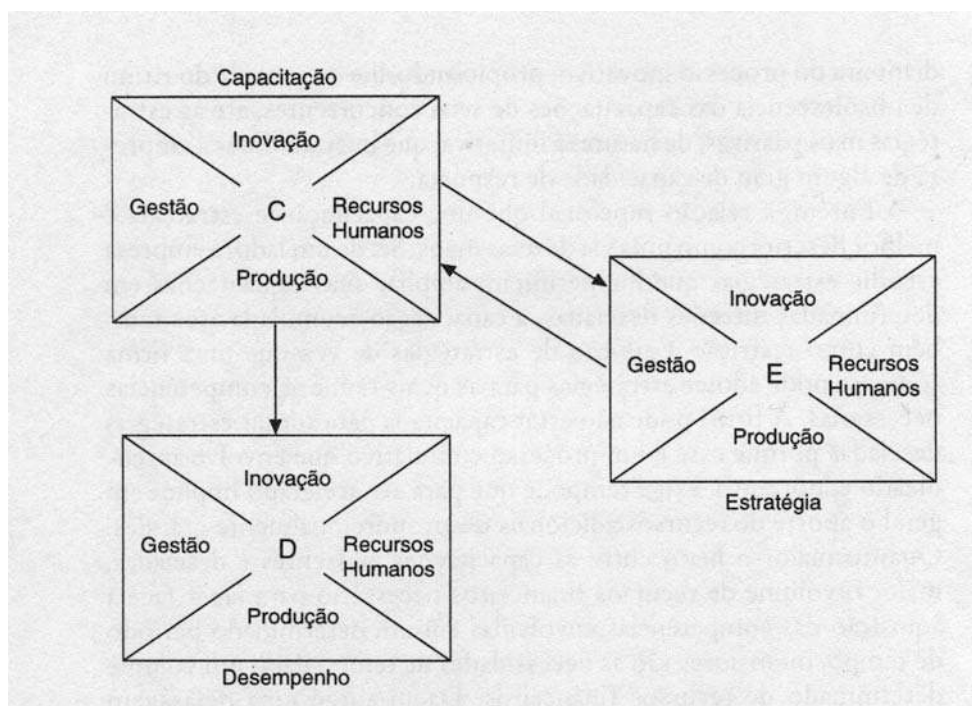 Capacitação
Inovação
Gestão
C
Recursos
Humanos
Produção
Inovação
Gestão
E
Recursos
Humanos
Produção
Estratégia
Inovação
Gestão
D
Recursos
Humanos
Produção
Desempenho